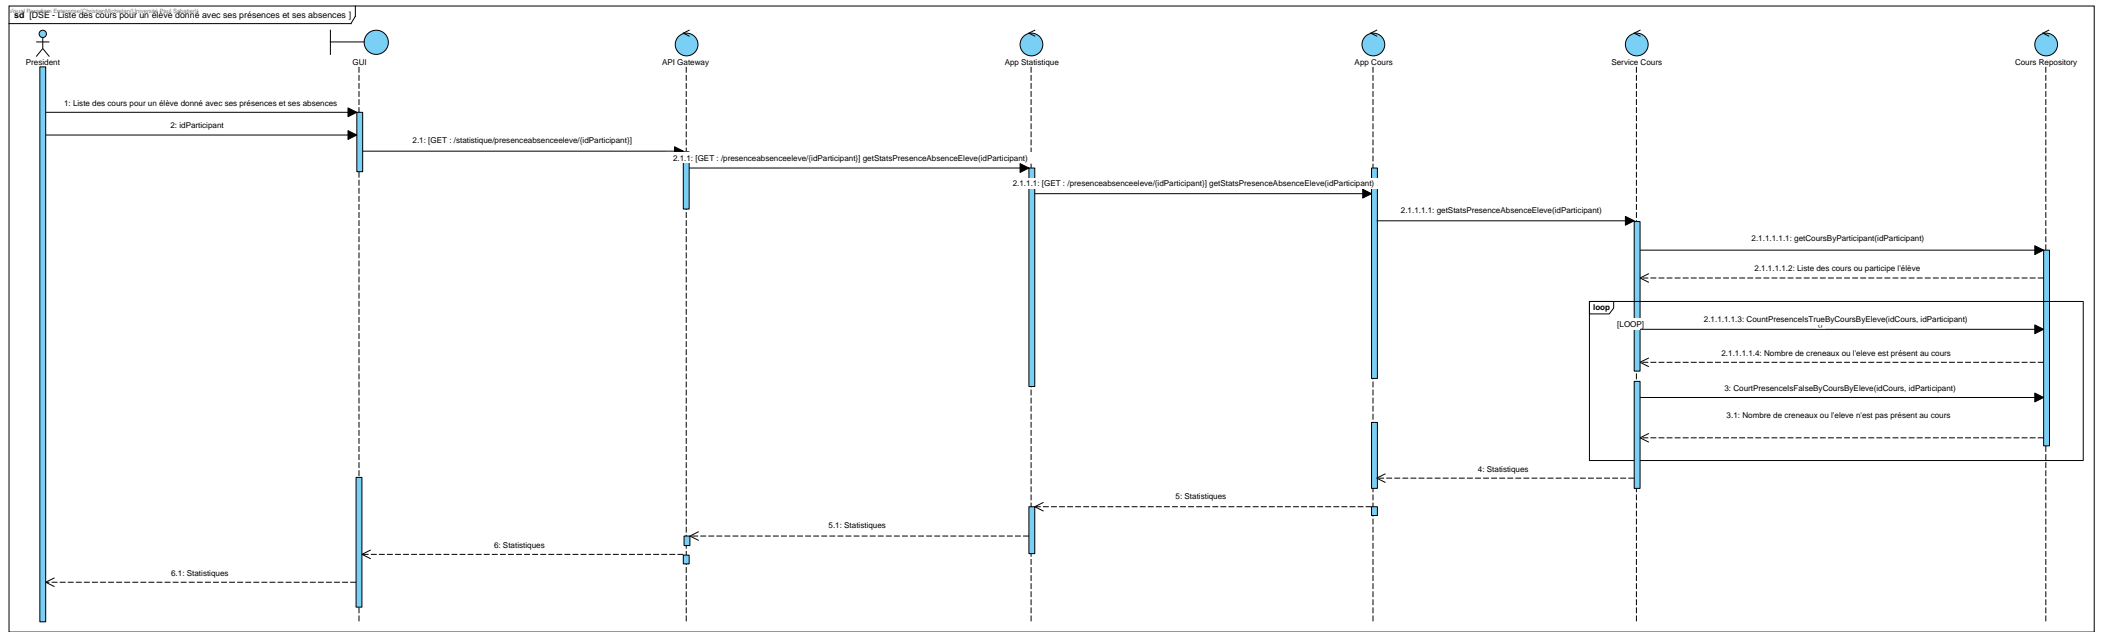 sd [DSE - Liste des cours pour un élève donné avec ses présences et ses absences ]
President
GUI
API Gateway
App Statistique
App Cours
Service Cours
Cours Repository
1: Liste des cours pour un élève donné avec ses présences et ses absences
2: idParticipant
2.1: [GET : /statistique/presenceabsenceeleve/{idParticipant}]
2.1.1: [GET : /presenceabsenceeleve/{idParticipant}] getStatsPresenceAbsenceEleve(idParticipant)
2.1.1.1: [GET : /presenceabsenceeleve/{idParticipant}] getStatsPresenceAbsenceEleve(idParticipant)
2.1.1.1.1: getStatsPresenceAbsenceEleve(idParticipant)
2.1.1.1.1.1: getCoursByParticipant(idParticipant)
2.1.1.1.1.2: Liste des cours ou participe l'élève
loop
[LOOP]
2.1.1.1.1.3: CountPresenceIsTrueByCoursByEleve(idCours, idParticipant)
2.1.1.1.1.4: Nombre de creneaux ou l'eleve est présent au cours
3: CourtPresenceIsFalseByCoursByEleve(idCours, idParticipant)
3.1: Nombre de creneaux ou l'eleve n'est pas présent au cours
4: Statistiques
5: Statistiques
5.1: Statistiques
6: Statistiques
6.1: Statistiques